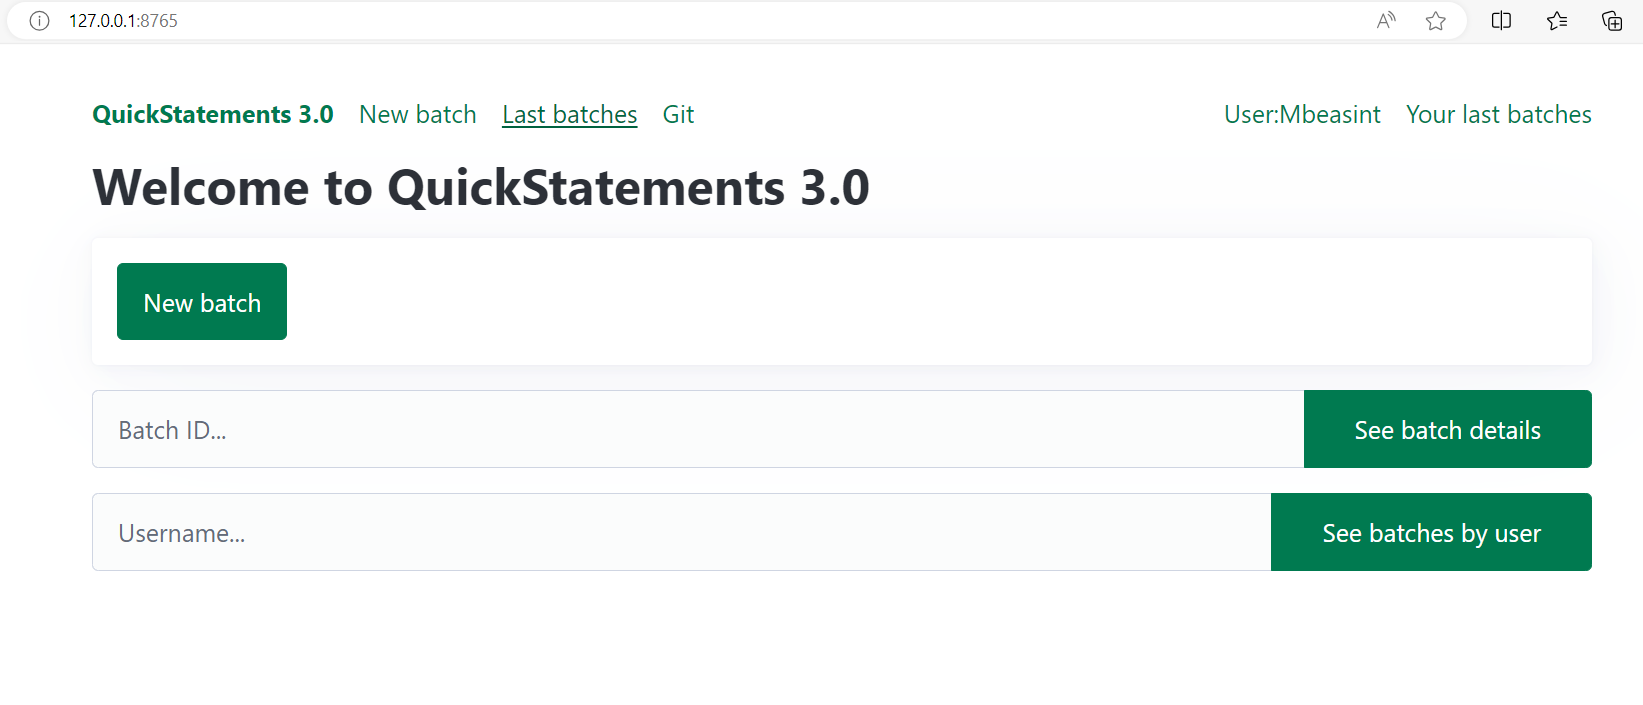 127.0.0.1:8765
QuickStatements 3.0 New batch Last batches Git User:Mbeasint Your last batches
Welcome to QuickStatements 3.0
New batch
Batch ID... See batch details
Username... See batches by user